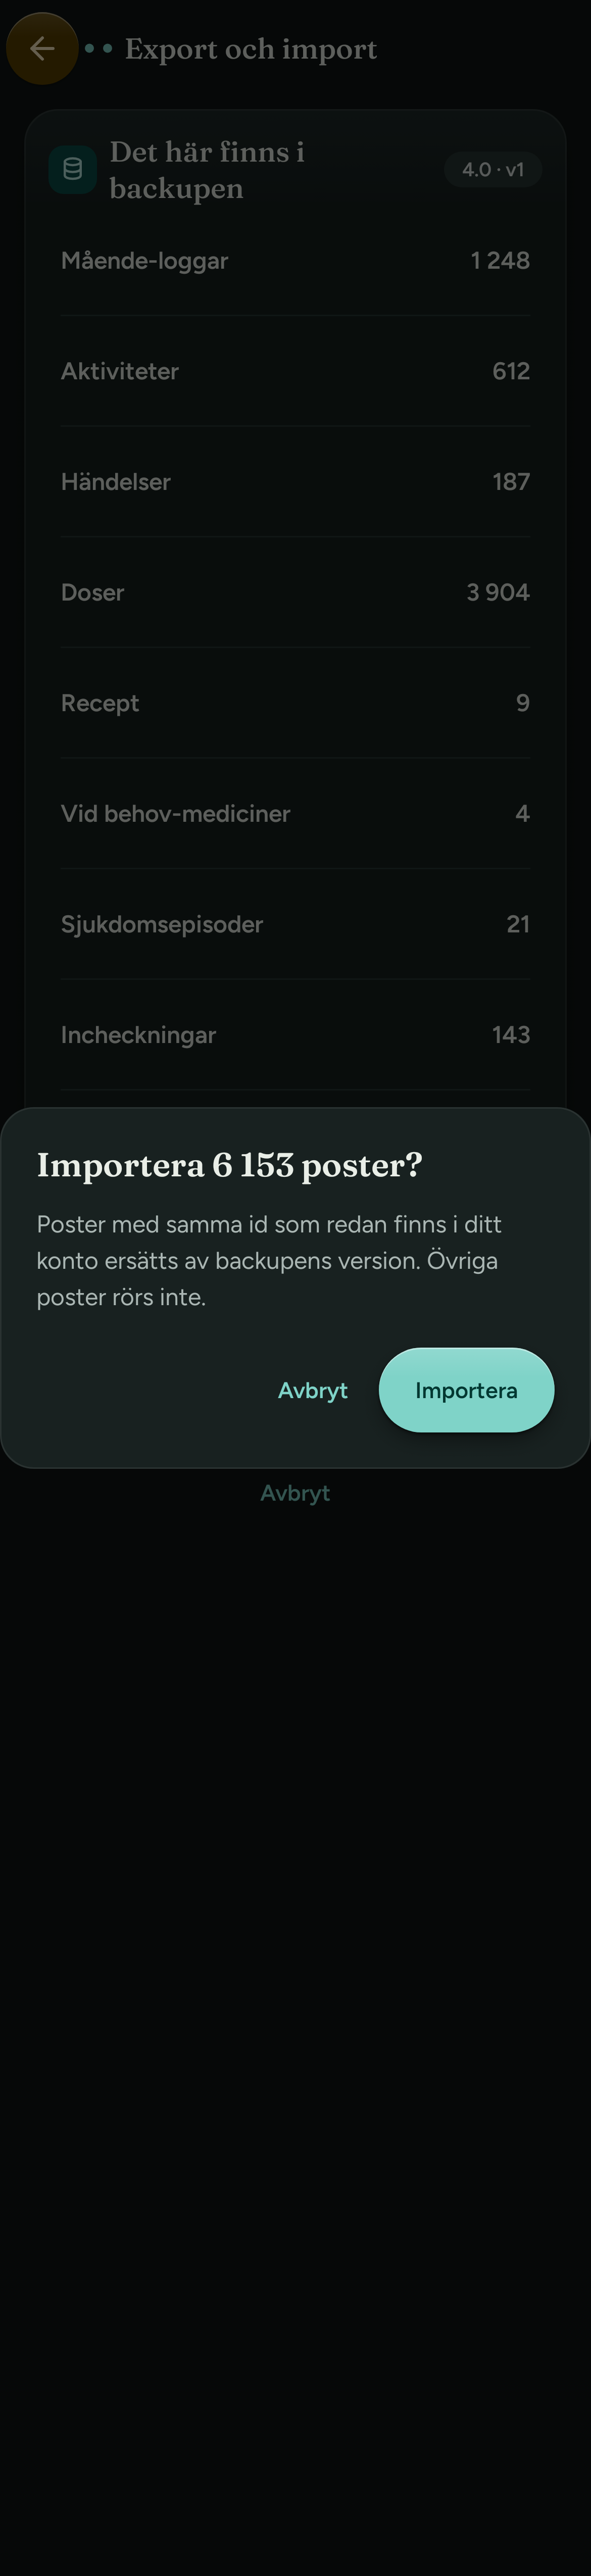 Export och import
Det här finns i
backupen
4.0 · v1
Mående-loggar 1 248
Aktiviteter 612
Händelser 187
Doser 3 904
Recept 9
Vid behov-mediciner 4
Sjukdomsepisoder 21
Incheckningar 143
Importera 6 153 poster?
Poster med samma id som redan finns i ditt
konto ersätts av backupens version. Övriga
poster rörs inte.
Avbryt Importera
Avbryt